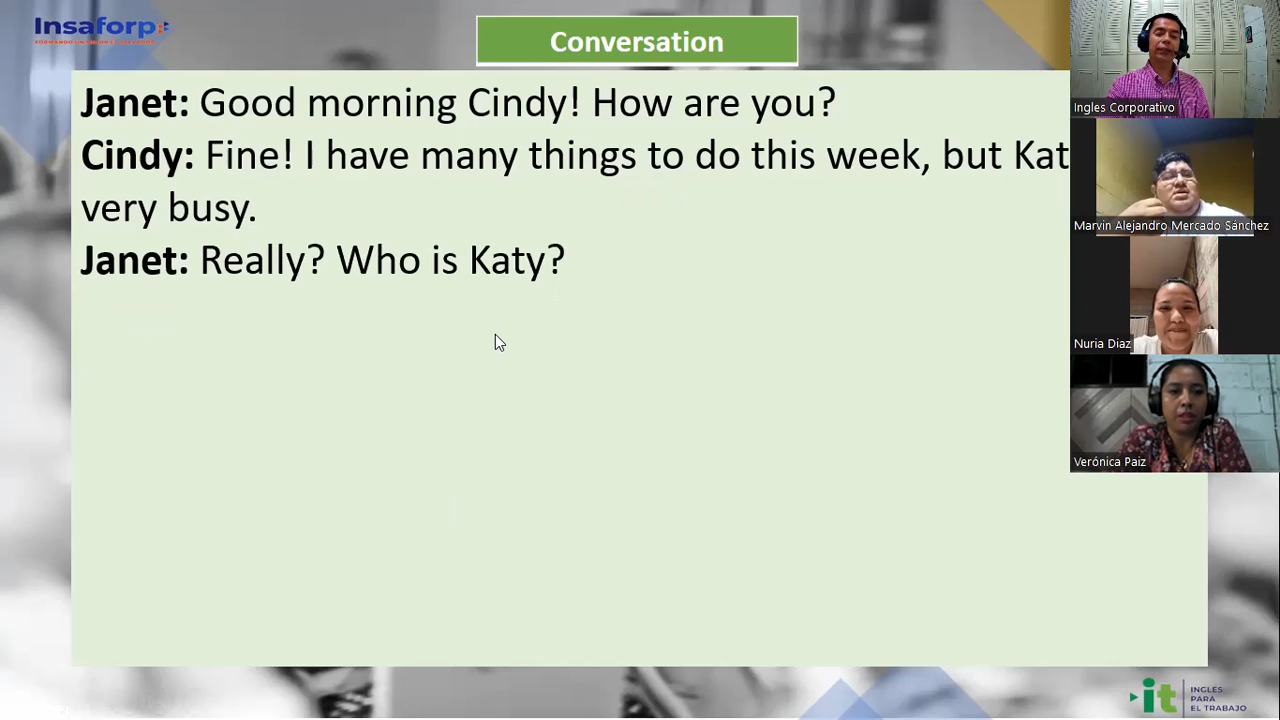 Insaforp
Conversation
Janet: Good morning Cindy! How are you?
Cindy: Fine! I have many things to do this week, but Kat
very busy.
Janet: Really? Who is Katy?
Ingles Corporativo
Marvin Alejandro Mercado Sánchez
Nuria Diaz
Verónica Paiz
it
INGLES
PARA
EL TRABAJO